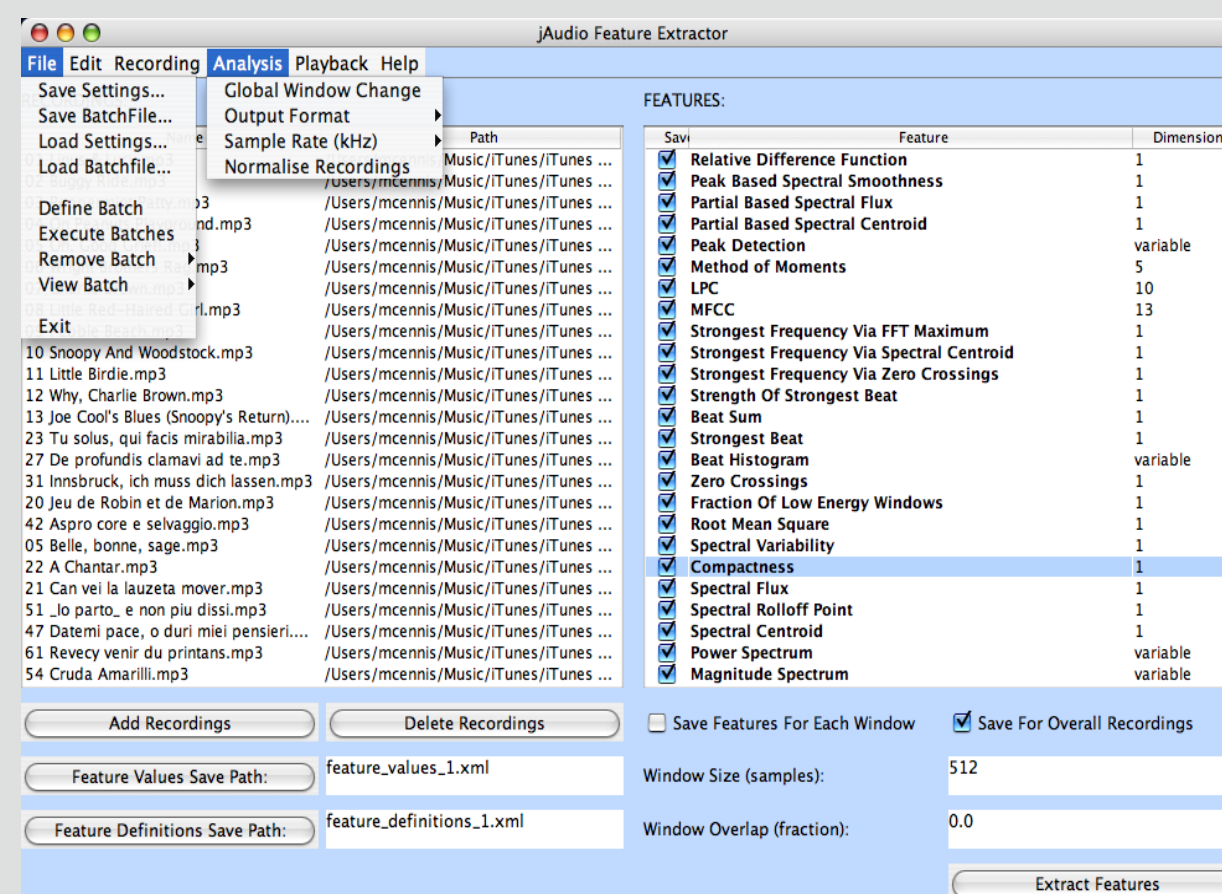 jAudio Feature Extractor
File Edit Recording Analysis Playback Help
Save Settings...
Save BatchFile...
Load Settings...
Load Batchfile...
Define Batch
Execute Batches
Remove Batch
View Batch
Exit
Global Window Change
Output Format
Sample Rate (kHz)
Normalise Recordings
Path
Music/iTunes/iTunes ...
/Users/mcennis/Music/iTunes/iTunes ...
.mp3 /Users/mcennis/Music/iTunes/iTunes ...
nd.mp3 /Users/mcennis/Music/iTunes/iTunes ...
/Users/mcennis/Music/iTunes/iTunes ...
mp3 /Users/mcennis/Music/iTunes/iTunes ...
/Users/mcennis/Music/iTunes/iTunes ...
08 Little Red-Haired Girl.mp3 /Users/mcennis/Music/iTunes/iTunes ...
Beach.mp3 /Users/mcennis/Music/iTunes/iTunes ...
10 Snoopy And Woodstock.mp3 /Users/mcennis/Music/iTunes/iTunes ...
11 Little Birdie.mp3 /Users/mcennis/Music/iTunes/iTunes ...
12 Why, Charlie Brown.mp3 /Users/mcennis/Music/iTunes/iTunes ...
13 Joe Cool's Blues (Snoopy's Return).... /Users/mcennis/Music/iTunes/iTunes ...
23 Tu solus, qui facis mirabilia.mp3 /Users/mcennis/Music/iTunes/iTunes ...
27 De profundis clamavi ad te.mp3 /Users/mcennis/Music/iTunes/iTunes ...
31 Innsbruck, ich muss dich lassen.mp3 /Users/mcennis/Music/iTunes/iTunes ...
20 Jeu de Robin et de Marion.mp3 /Users/mcennis/Music/iTunes/iTunes ...
42 Aspro core e selvaggio.mp3 /Users/mcennis/Music/iTunes/iTunes ...
05 Belle, bonne, sage.mp3 /Users/mcennis/Music/iTunes/iTunes ...
22 A Chantar.mp3 /Users/mcennis/Music/iTunes/iTunes ...
21 Can vei la lauzeta mover.mp3 /Users/mcennis/Music/iTunes/iTunes ...
51 _Io parto_ e non piu dissi.mp3 /Users/mcennis/Music/iTunes/iTunes ...
47 Datemi pace, o duri miei pensieri.... /Users/mcennis/Music/iTunes/iTunes ...
61 Revecy venir du printans.mp3 /Users/mcennis/Music/iTunes/iTunes ...
54 Cruda Amarilli.mp3 /Users/mcennis/Music/iTunes/iTunes ...
Add Recordings Delete Recordings
Feature Values Save Path: feature_values_1.xml
Feature Definitions Save Path: feature_definitions_1.xml
FEATURES:
Save Feature Dimension
Relative Difference Function 1
Peak Based Spectral Smoothness 1
Partial Based Spectral Flux 1
Partial Based Spectral Centroid 1
Peak Detection variable
Method of Moments 5
LPC 10
MFCC 13
Strongest Frequency Via FFT Maximum 1
Strongest Frequency Via Spectral Centroid 1
Strongest Frequency Via Zero Crossings 1
Strength Of Strongest Beat 1
Beat Sum 1
Strongest Beat 1
Beat Histogram variable
Zero Crossings 1
Fraction Of Low Energy Windows 1
Root Mean Square 1
Spectral Variability 1
Compactness 1
Spectral Flux 1
Spectral Rolloff Point 1
Spectral Centroid 1
Power Spectrum variable
Magnitude Spectrum variable
Save Features For Each Window Save For Overall Recordings
Window Size (samples): 512
Window Overlap (fraction): 0.0
Extract Features